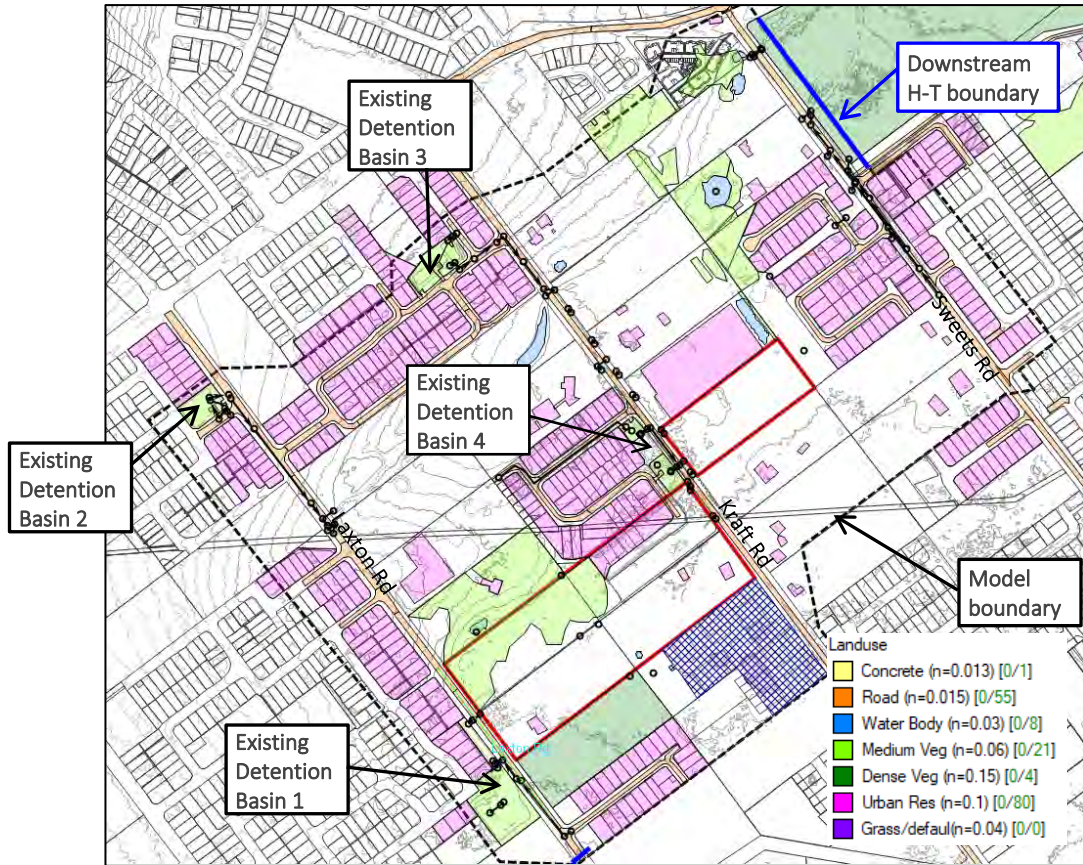 Downstream
H-T boundary
Existing
Detention
Basin 3
Sweets Rd
Existing
Detention
Basin 4
Existing
Detention
Basin 2
Laxton Rd
Kraft Rd
Model
boundary
Landuse
Concrete (n=0.013) [0/1]
Road (n=0.015) [0/55]
Water Body (n=0.03) [0/8]
Medium Veg (n=0.06) [0/21]
Dense Veg (n=0.15) [0/4]
Urban Res (n=0.1) [0/80]
Grass/defaul(n=0.04) [0/0]
Existing
Detention
Basin 1